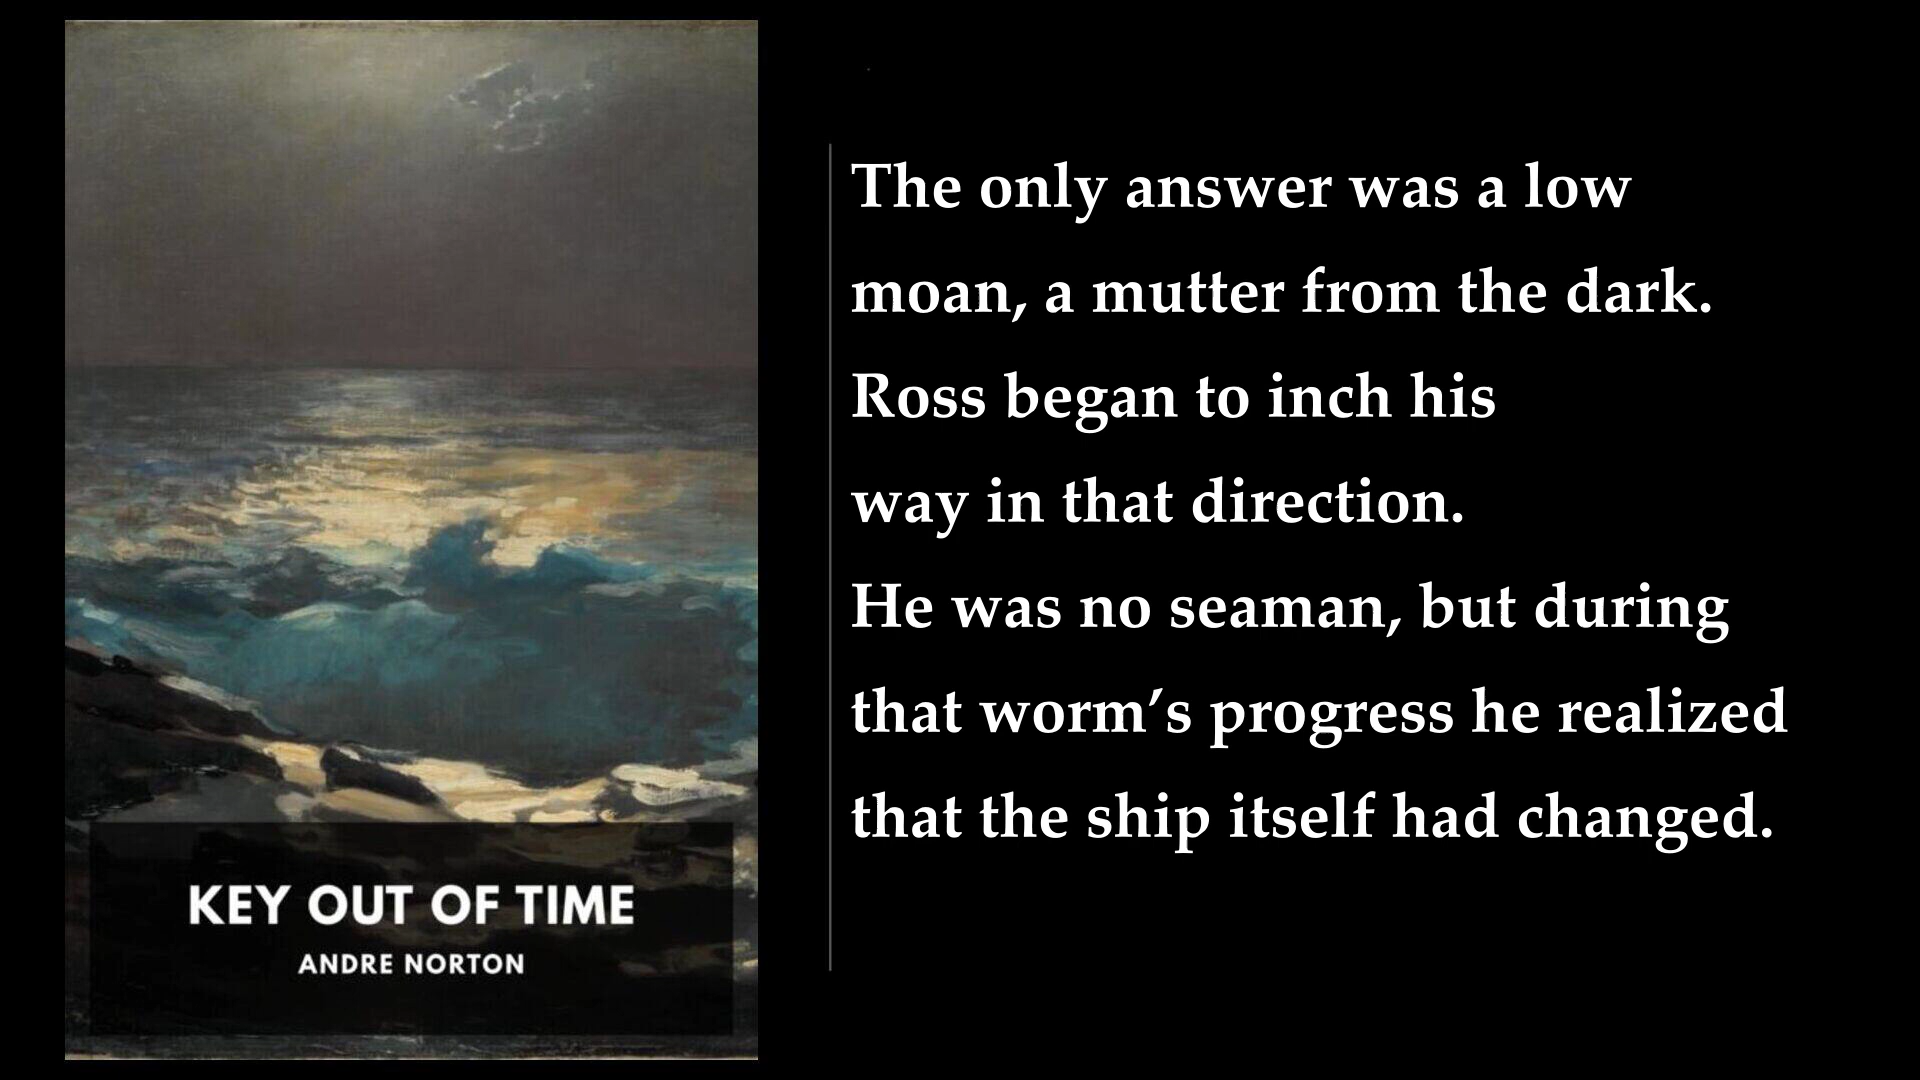 KEY OUT OF TIME
ANDRE NORTON
The only answer was a low
moan, a mutter from the dark.
Ross began to inch his
way in that direction.
He was no seaman, but during
that worm’s progress he realized
that the ship itself had changed.